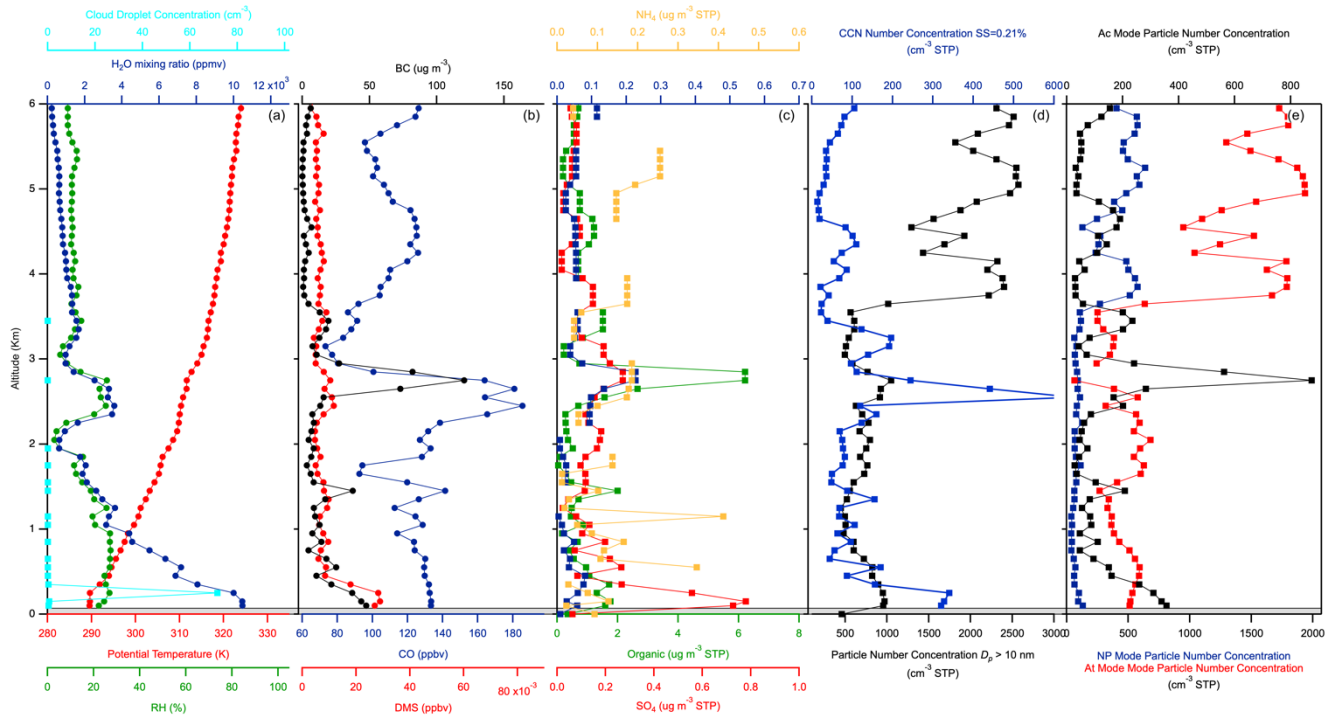 Cloud Droplet Concentration (cm-3)
0 20 40 60 80 100
H2O mixing ratio (ppmv)
0 2 4 6 8 10 12 x10^3
BC (ug m-3)
0 50 100 150
NH4 (ug m-3 STP)
0.0 0.1 0.2 0.3 0.4 0.5 0.6
0.0 0.1 0.2 0.3 0.4 0.5 0.6 0.7
CCN Number Concentration SS=0.21%
(cm-3 STP)
0 100 200 300 400 500 600
Ac Mode Particle Number Concentration
(cm-3 STP)
0 200 400 600 800
(a)
(b)
(c)
(d)
(e)
Altitude (Km)
6
5
4
3
2
1
0
280 290 300 310 320 330
Potential Temperature (K)
0 20 40 60 80 100
RH (%)
60 80 100 120 140 160 180
CO (ppbv)
0 20 40 60 80 x10-3
DMS (ppbv)
0 2 4 6 8
Organic (ug m-3 STP)
0.0 0.2 0.4 0.6 0.8 1.0
SO4 (ug m-3 STP)
500 1000 1500 2000 2500 3000
Particle Number Concentration Dp > 10 nm
(cm-3 STP)
0 500 1000 1500 2000
NP Mode Particle Number Concentration
At Mode Mode Particle Number Concentration
(cm-3 STP)